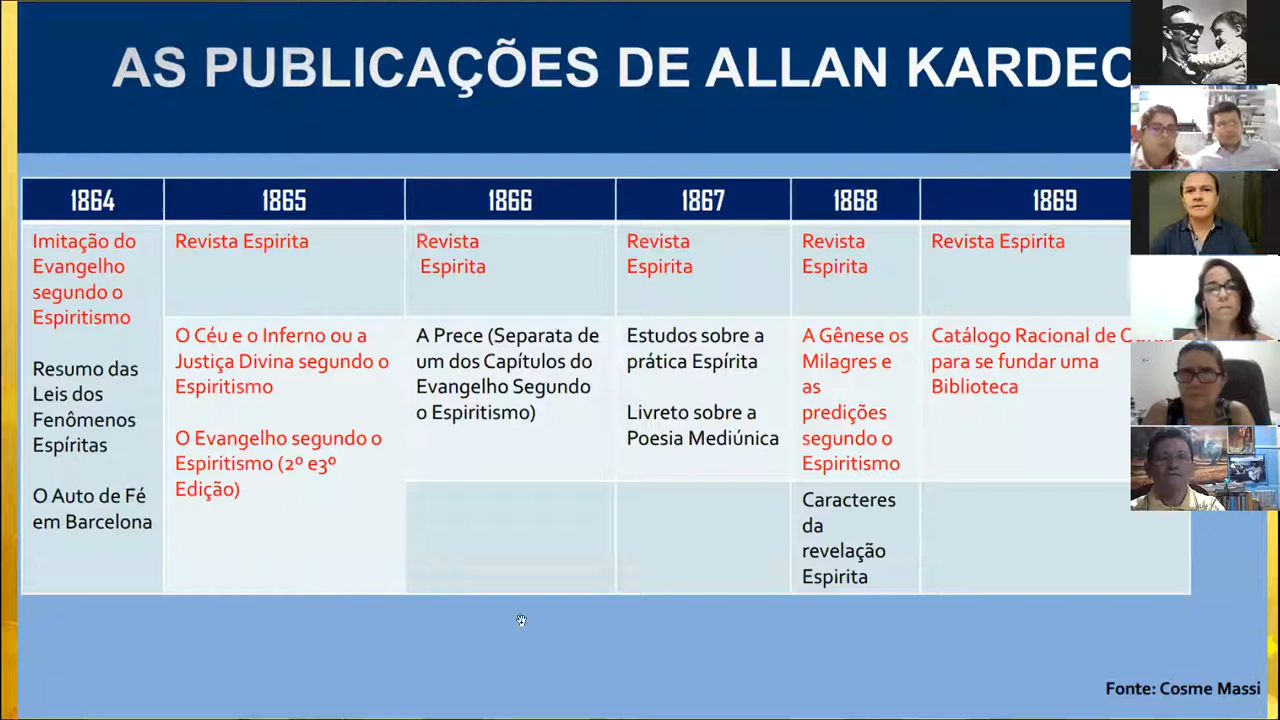 AS PUBLICAÇÕES DE ALLAN KARDEC
1864
Imitação do
Evangelho
segundo o
Espiritismo
Resumo das
Leis dos
Fenômenos
Espíritas
O Auto de Fé
em Barcelona
1865
Revista Espirita
O Céu e o Inferno ou a
Justiça Divina segundo o
Espiritismo
O Evangelho segundo o
Espiritismo (2º e3º
Edição)
1866
Revista
Espirita
A Prece (Separata de
um dos Capítulos do
Evangelho Segundo
o Espiritismo)
1867
Revista
Espirita
Estudos sobre a
prática Espírita
Livreto sobre a
Poesia Mediúnica
1868
Revista
Espirita
A Gênese os
Milagres e
as
predições
segundo o
Espiritismo
Caracteres
da
revelação
Espirita
1869
Revista Espirita
Catálogo Racional de
para se fundar uma
Biblioteca
Fonte: Cosme Massi